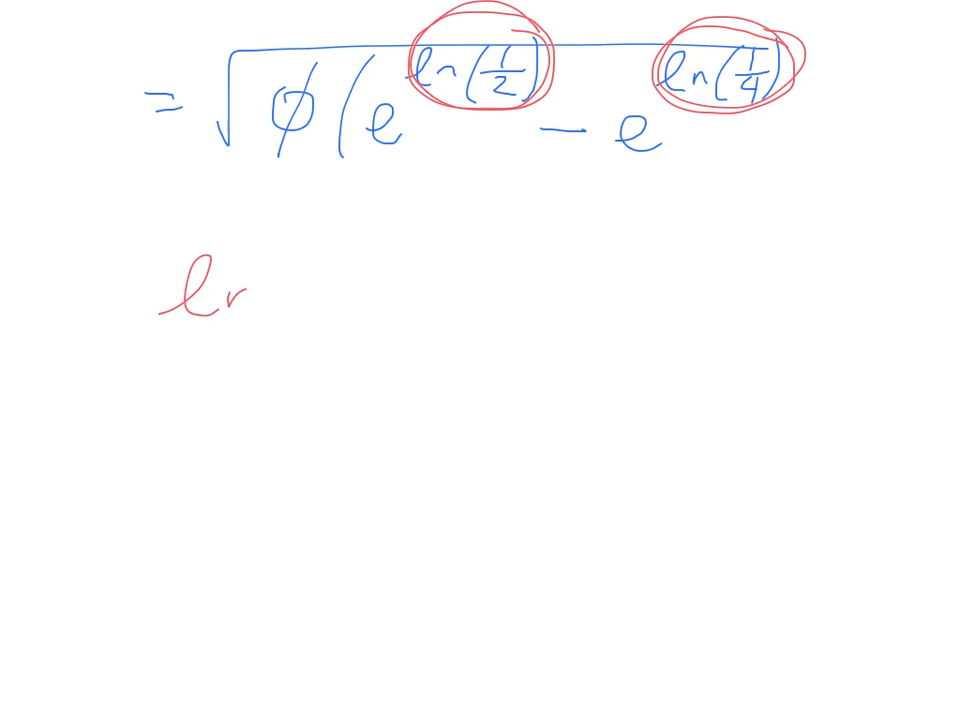 = √ϕ(e^ln(1/2) − e^ln(1/4)
ln